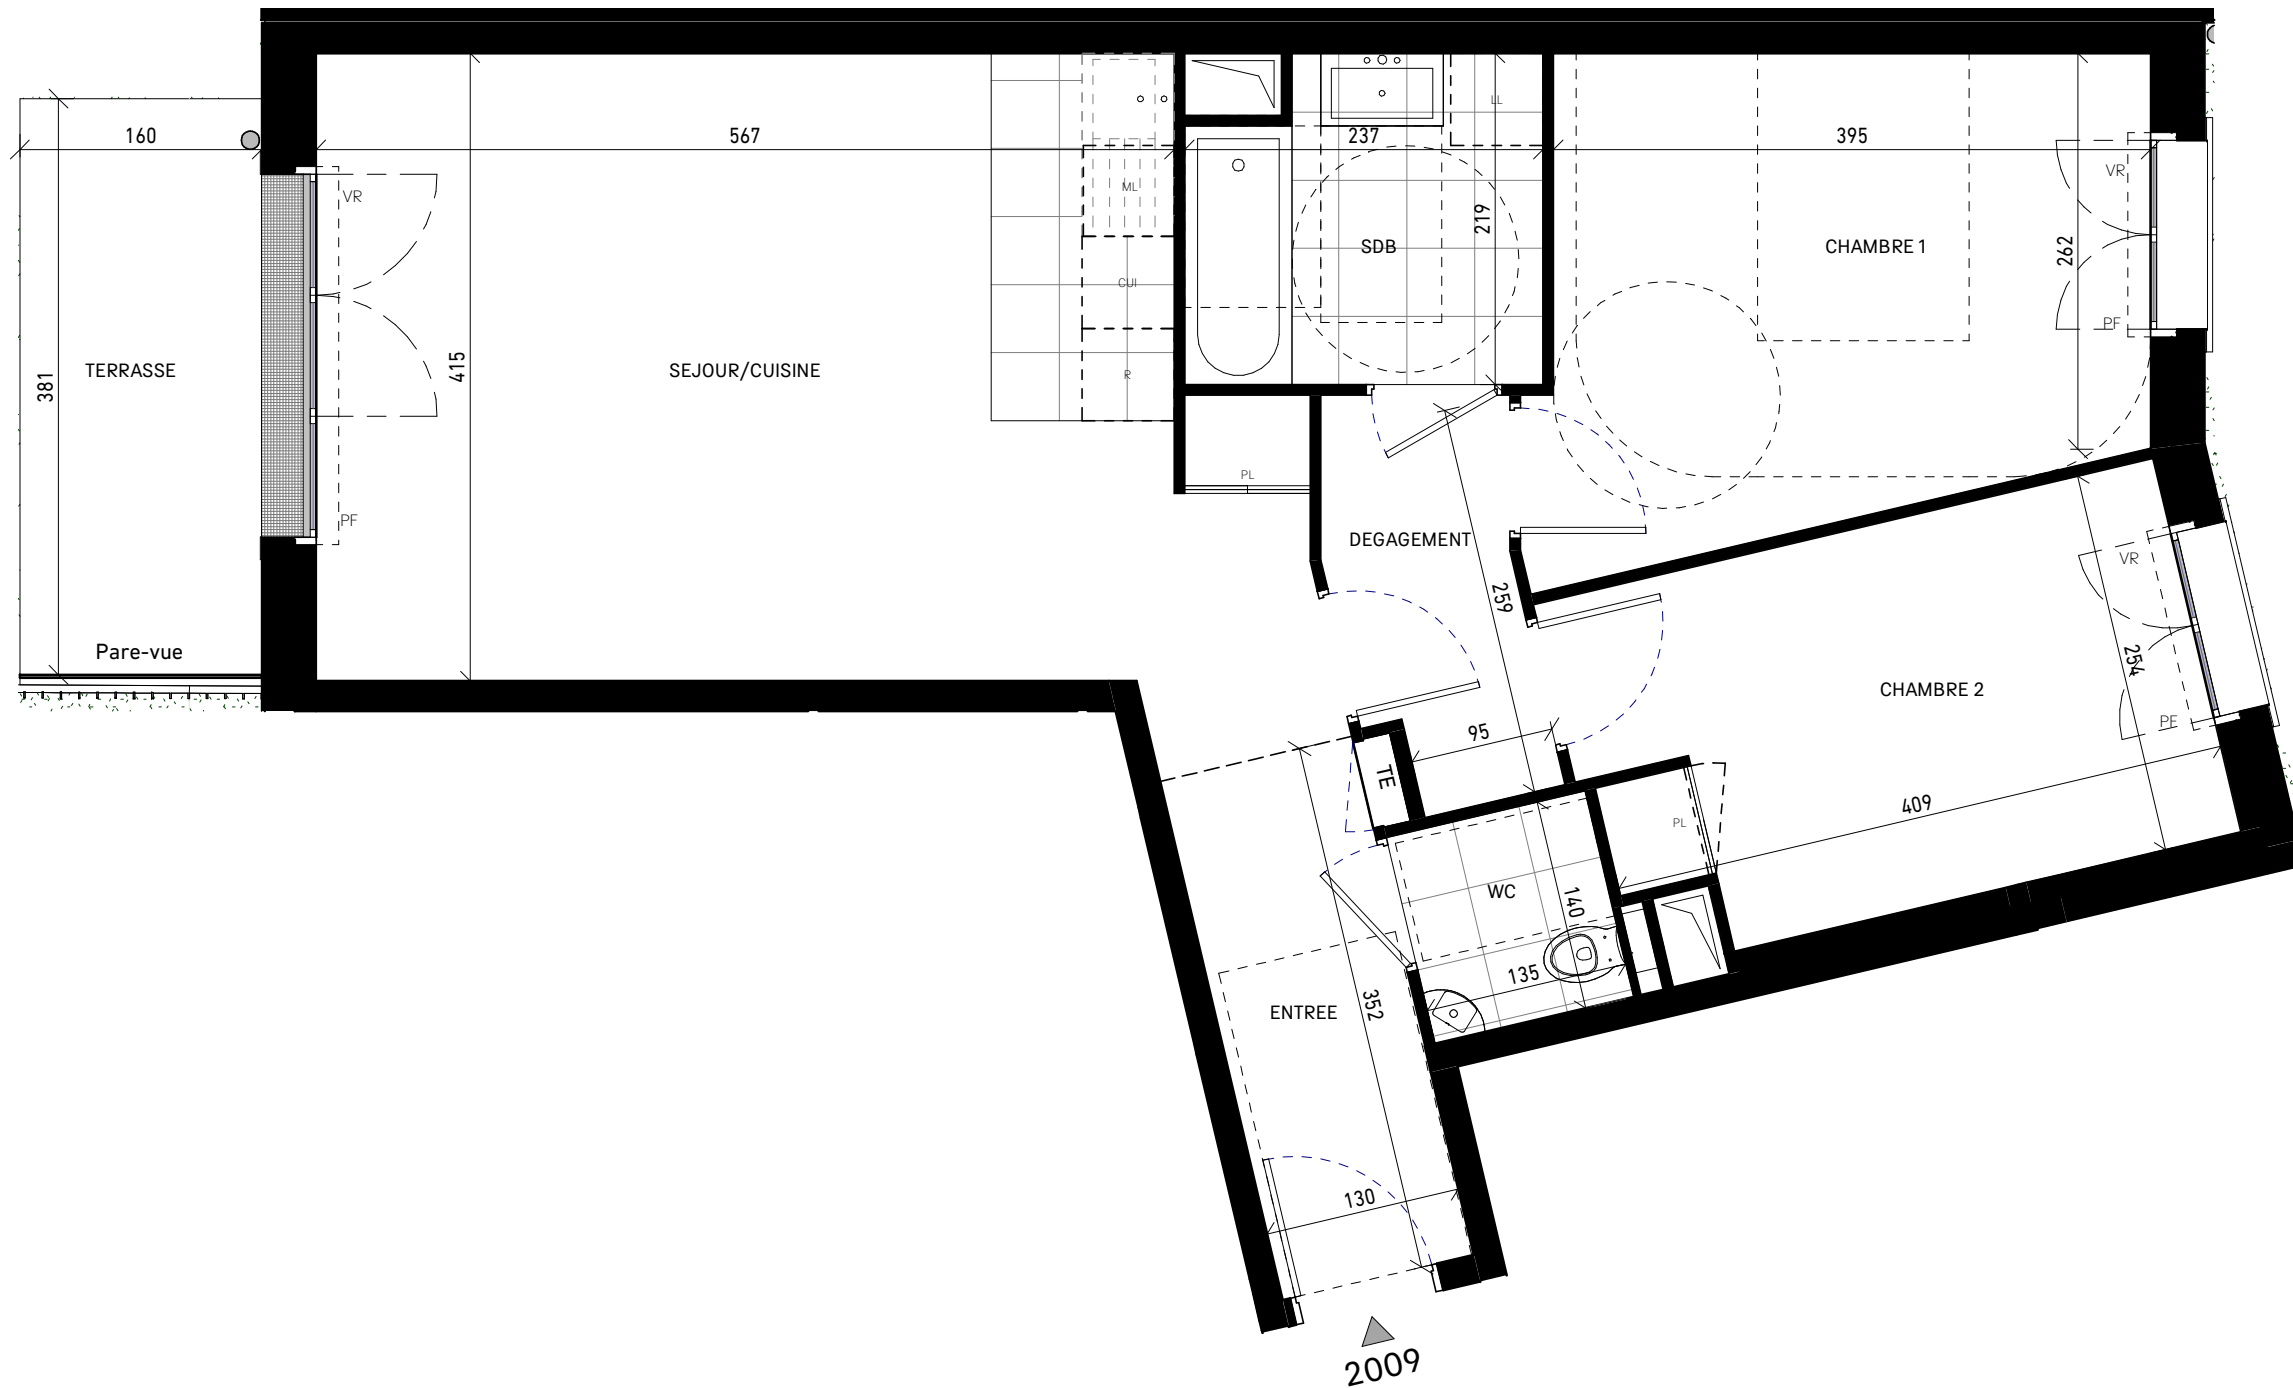 160
567
237
395
VR
ML
LL
VR
219
SDB
CHAMBRE 1
262
CUI
PF
381
TERRASSE
415
SEJOUR/CUISINE
R
PL
PF
DEGAGEMENT
259
VR
Pare-vue
254
CHAMBRE 2
PF
95
TE
409
PL
WC
140
135
352
ENTREE
130
2009